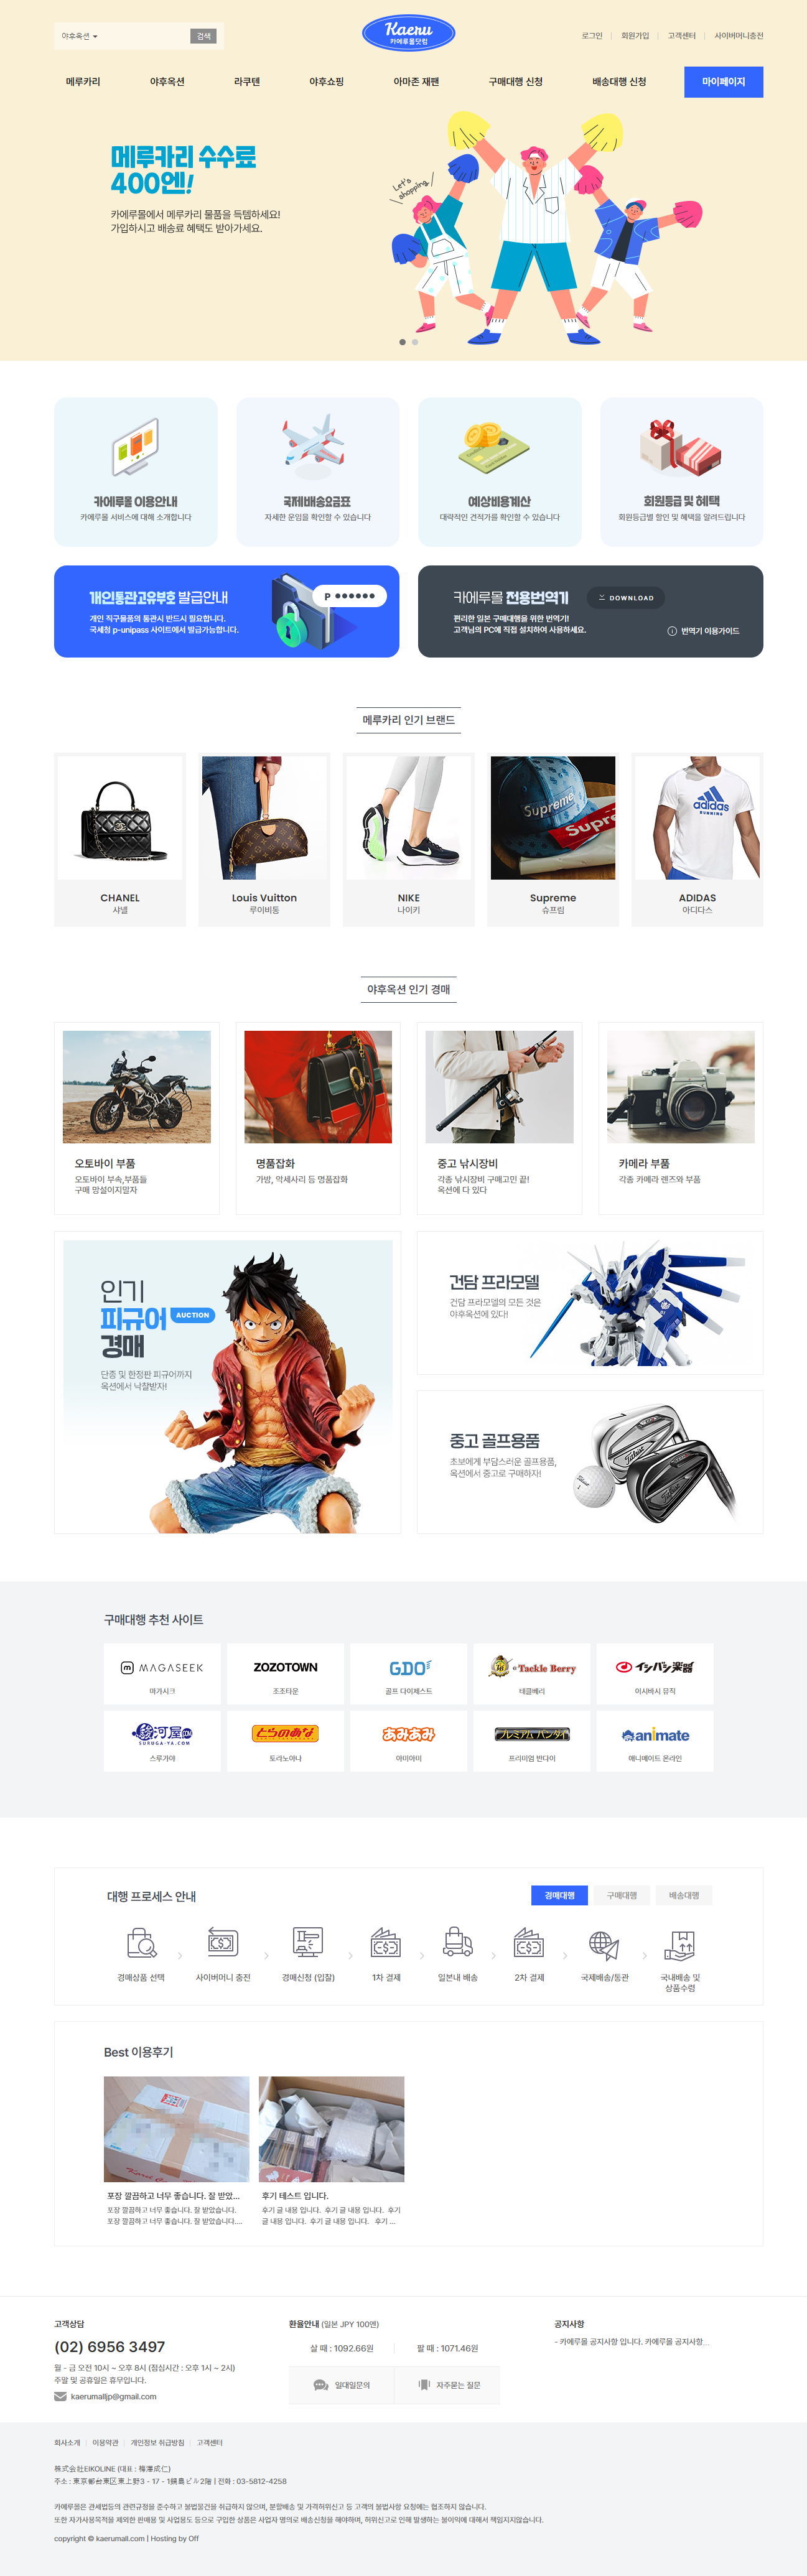 야후옥션
검색
Kaeru
카에루몰닷컴
로그인
회원가입
고객센터
사이버머니충전
메루카리
야후옥션
라쿠텐
야후쇼핑
아마존 재팬
구매대행 신청
배송대행 신청
마이페이지
메루카리 수수료
400엔!
카에루몰에서 메루카리 물품을 득템하세요!
가입하시고 배송료 혜택도 받아가세요.
Let's
shopping
카에루몰 이용안내
카에루몰 서비스에 대해 소개합니다
국제배송요금표
자세한 운임을 확인할 수 있습니다
예상비용계산
대략적인 견적가를 확인할 수 있습니다
회원등급 및 혜택
회원등급별 할인 및 혜택을 알려드립니다
개인통관고유부호 발급안내
개인 직구물품의 통관시 반드시 필요합니다.
국세청 p-unipass 사이트에서 발급가능합니다.
P ●●●●●●
카에루몰 전용번역기
DOWNLOAD
편리한 일본 구매대행을 위한 번역기!
고객님의 PC에 직접 설치하여 사용하세요.
번역기 이용가이드
메루카리 인기 브랜드
Supreme
adidas
RUNNING
CHANEL
샤넬
Louis Vuitton
루이비통
NIKE
나이키
Supreme
슈프림
ADIDAS
아디다스
야후옥션 인기 경매
오토바이 부품
오토바이 부속,부품들
구매 망설이지말자
명품잡화
가방, 악세사리 등 명품잡화
중고 낚시장비
각종 낚시장비 구매고민 끝!
옥션에 다 있다
카메라 부품
각종 카메라 렌즈와 부품
인기
피규어
AUCTION
경매
단종 및 한정판 피규어까지
옥션에서 낙찰받자!
건담 프라모델
건담 프라모델의 모든 것은
야후옥션에 있다!
중고 골프용품
초보에게 부담스러운 골프용품,
옥션에서 중고로 구매하자!
Titleist
구매대행 추천 사이트
MAGASEEK
마가시크
ZOZOTOWN
조조타운
GDO
골프 다이제스트
Tackle Berry
태클베리
イシバシ楽器
이시바시 뮤직
駿河屋
SURUGA-YA.COM
스루가야
とらのあな
토라노아나
あみあみ
아미아미
プレミアム バンダイ
프리미엄 반다이
animate
애니메이트 온라인
대행 프로세스 안내
경매대행
구매대행
배송대행
경매상품 선택
사이버머니 충전
경매신청 (입찰)
1차 결제
일본내 배송
2차 결제
국제배송/통관
국내배송 및
상품수령
Best 이용후기
포장 깔끔하고 너무 좋습니다. 잘 받았...
포장 깔끔하고 너무 좋습니다. 잘 받았습니다.
포장 깔끔하고 너무 좋습니다. 잘 받았습니다....
후기 테스트 입니다.
후기 글 내용 입니다. 후기 글 내용 입니다. 후기
글 내용 입니다. 후기 글 내용 입니다. 후기 ...
고객상담
(02) 6956 3497
월 - 금 오전 10시 ~ 오후 8시 (점심시간 : 오후 1시 ~ 2시)
주말 및 공휴일은 휴무입니다.
kaerumalljp@gmail.com
환율안내 (일본 JPY 100엔)
살 때 : 1092.66원
팔 때 : 1071.46원
일대일문의
자주묻는 질문
공지사항
- 카에루몰 공지사항 입니다. 카에루몰 공지사항...
회사소개
이용약관
개인정보 취급방침
고객센터
株式会社EIKOLINE (대표 : 樺澤成仁)
주소 : 東京都台東区東上野3 - 17 - 1鏡島ビル2階 | 전화 : 03-5812-4258
카에루몰은 관세법등의 관련규정을 준수하고 불법물건을 취급하지 않으며, 분할배송 및 가격허위신고 등 고객의 불법사항 요청에는 협조하지 않습니다.
또한 자가사용목적을 제외한 판매용 및 사업용도 등으로 구입한 상품은 사업자 명의로 배송신청을 해야하며, 허위신고로 인해 발생하는 불이익에 대해서 책임지지않습니다.
copyright © kaerumall.com | Hosting by Off